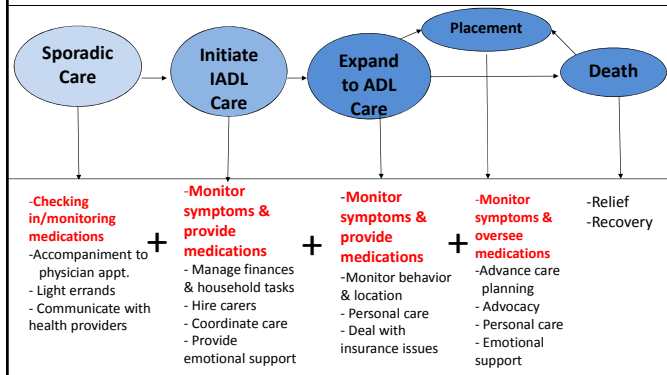 Sporadic
Care
Initiate
IADL
Care
Expand
to ADL
Care
Placement
Death
-Checking
in/monitoring
medications
-Accompaniment to
physician appt.
- Light errands
- Communicate with
health providers
+
-Monitor
symptoms &
provide
medications
- Manage finances
& household tasks
- Hire carers
- Coordinate care
- Provide
emotional support
+
-Monitor
symptoms &
provide
medications
-Monitor behavior
& location
- Personal care
- Deal with
insurance issues
+
-Monitor
symptoms &
oversee
medications
-Advance care
planning
- Advocacy
- Personal care
- Emotional
support
-Relief
-Recovery